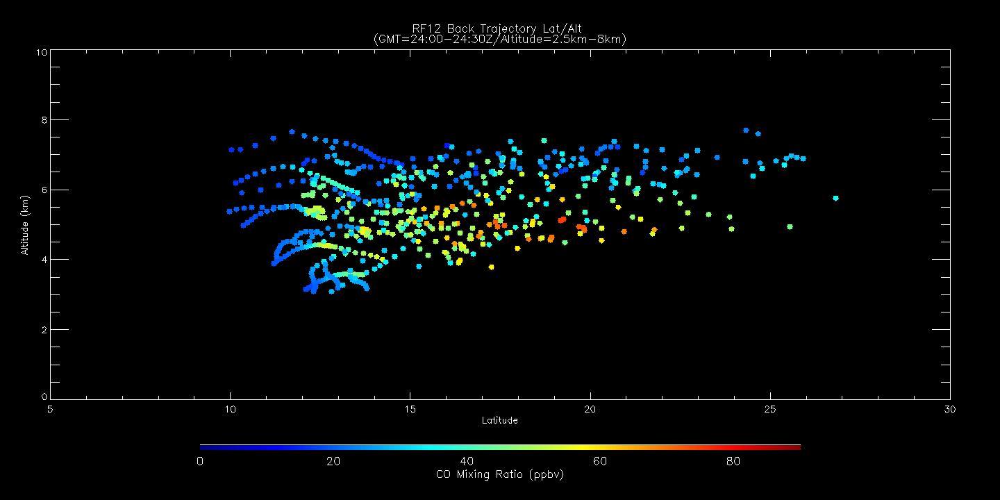 RF12 Back Trajectory Lat/Alt
(GMT=24:00-24:30Z/Altitude=2.5km-8km)
10
8
6
4
2
0
Altitude (km)
5 10 15 20 25 30
Latitude
0 20 40 60 80
CO Mixing Ratio (ppbv)